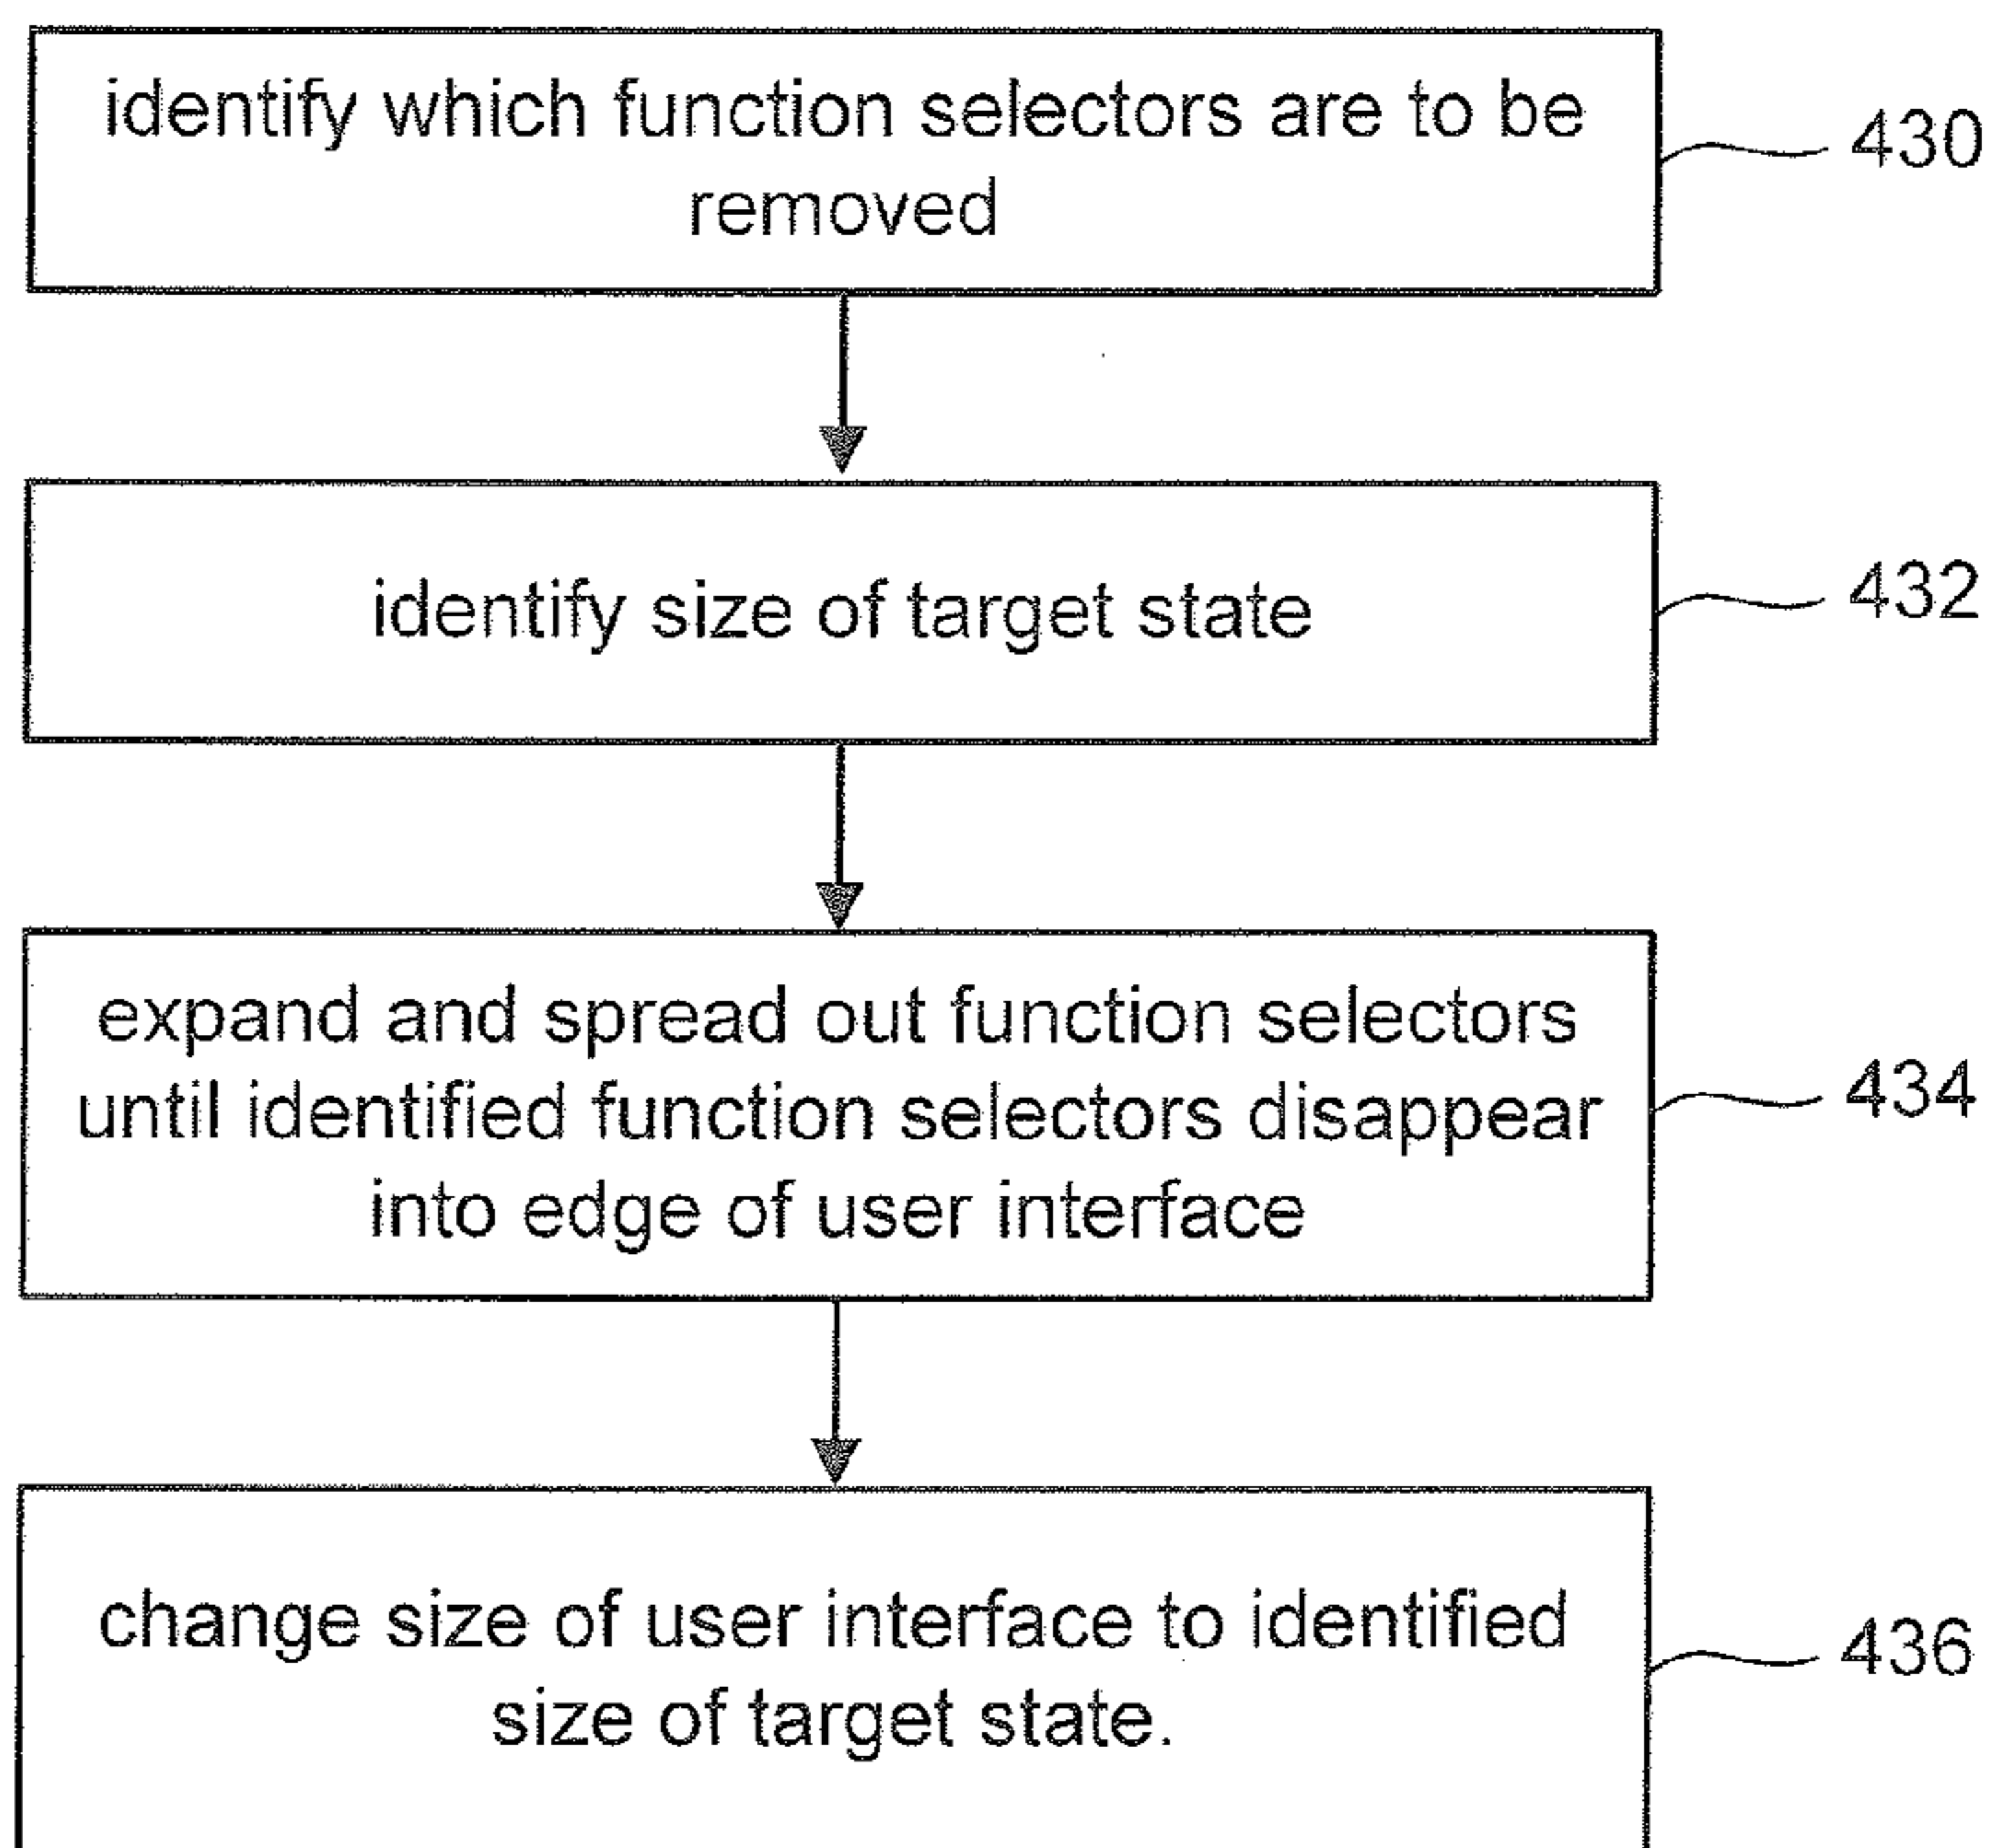 identify which function selectors are to be
removed
430
identify size of target state
432
expand and spread out function selectors
until identified function selectors disappear
into edge of user interface
434
change size of user interface to identified
size of target state.
436